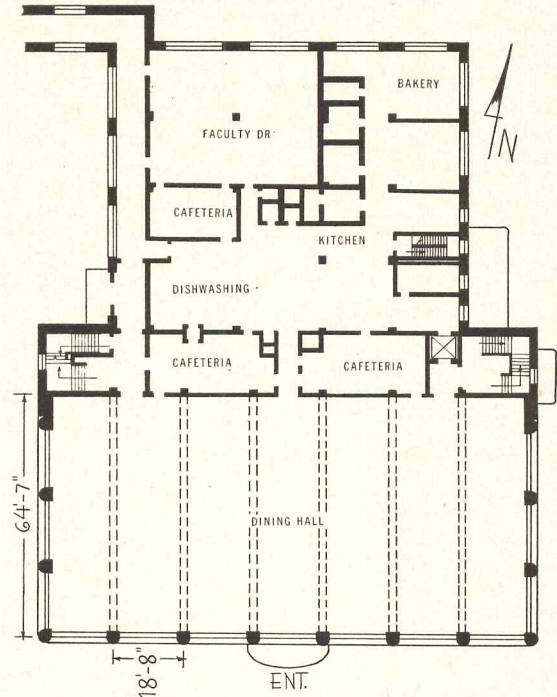 BAKERY
FACULTY DR.
N
CAFETERIA
KITCHEN
DISHWASHING
CAFETERIA
CAFETERIA
64'-7"
DINING HALL
18'-8"
ENT.